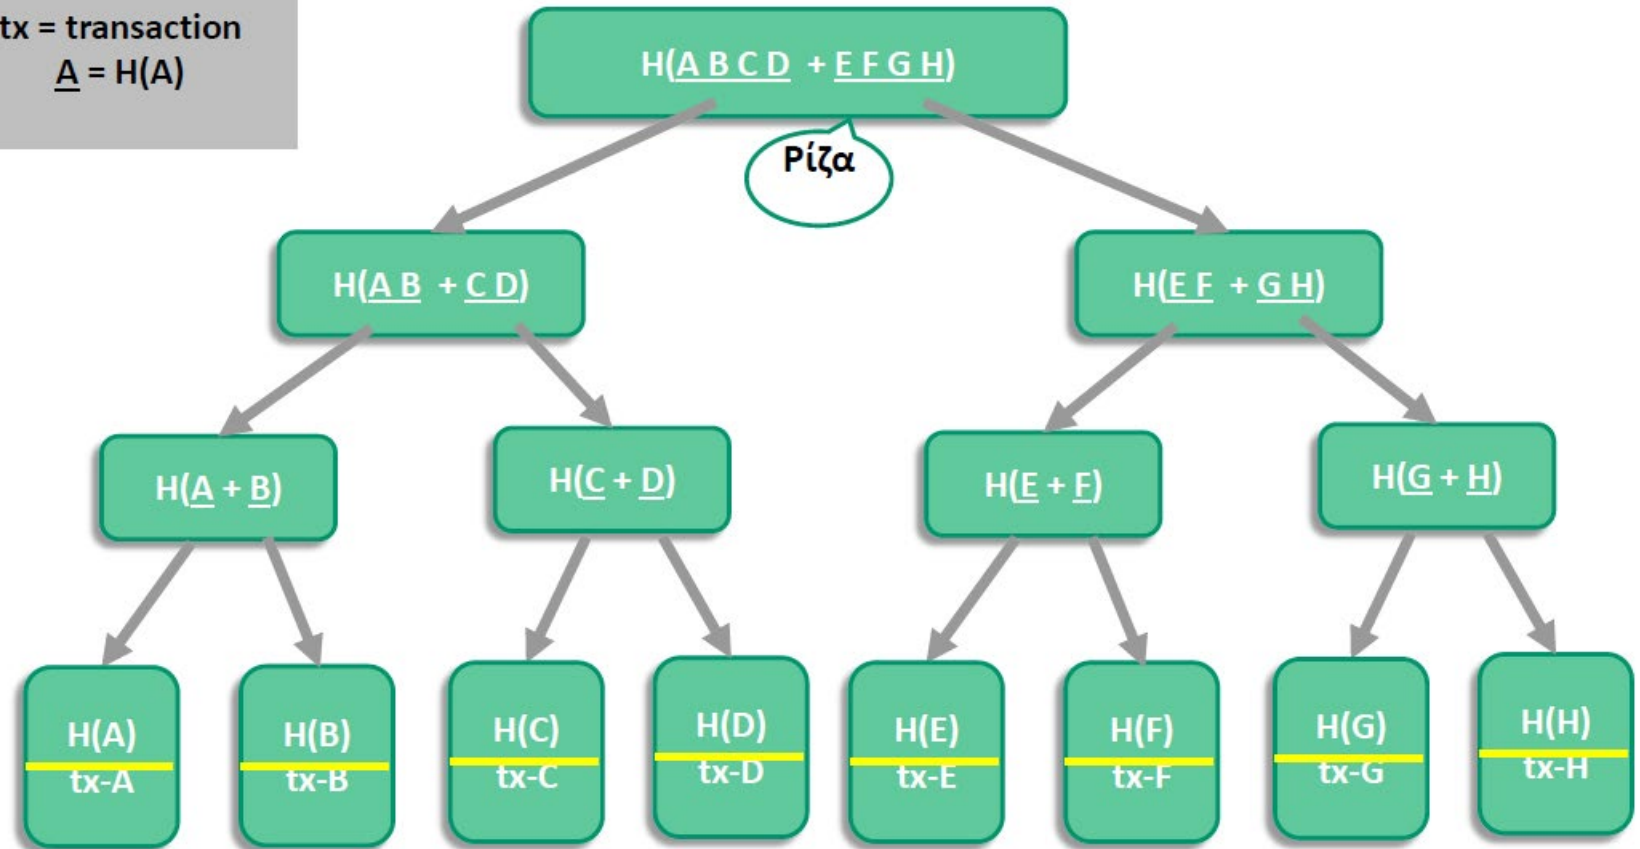 tx = transaction
A = H(A)
H(A B C D + E F G H)
Ρίζα
H(A B + C D)
H(E F + G H)
H(A + B)
H(C + D)
H(E + F)
H(G + H)
H(A)
tx-A
H(B)
tx-B
H(C)
tx-C
H(D)
tx-D
H(E)
tx-E
H(F)
tx-F
H(G)
tx-G
H(H)
tx-H